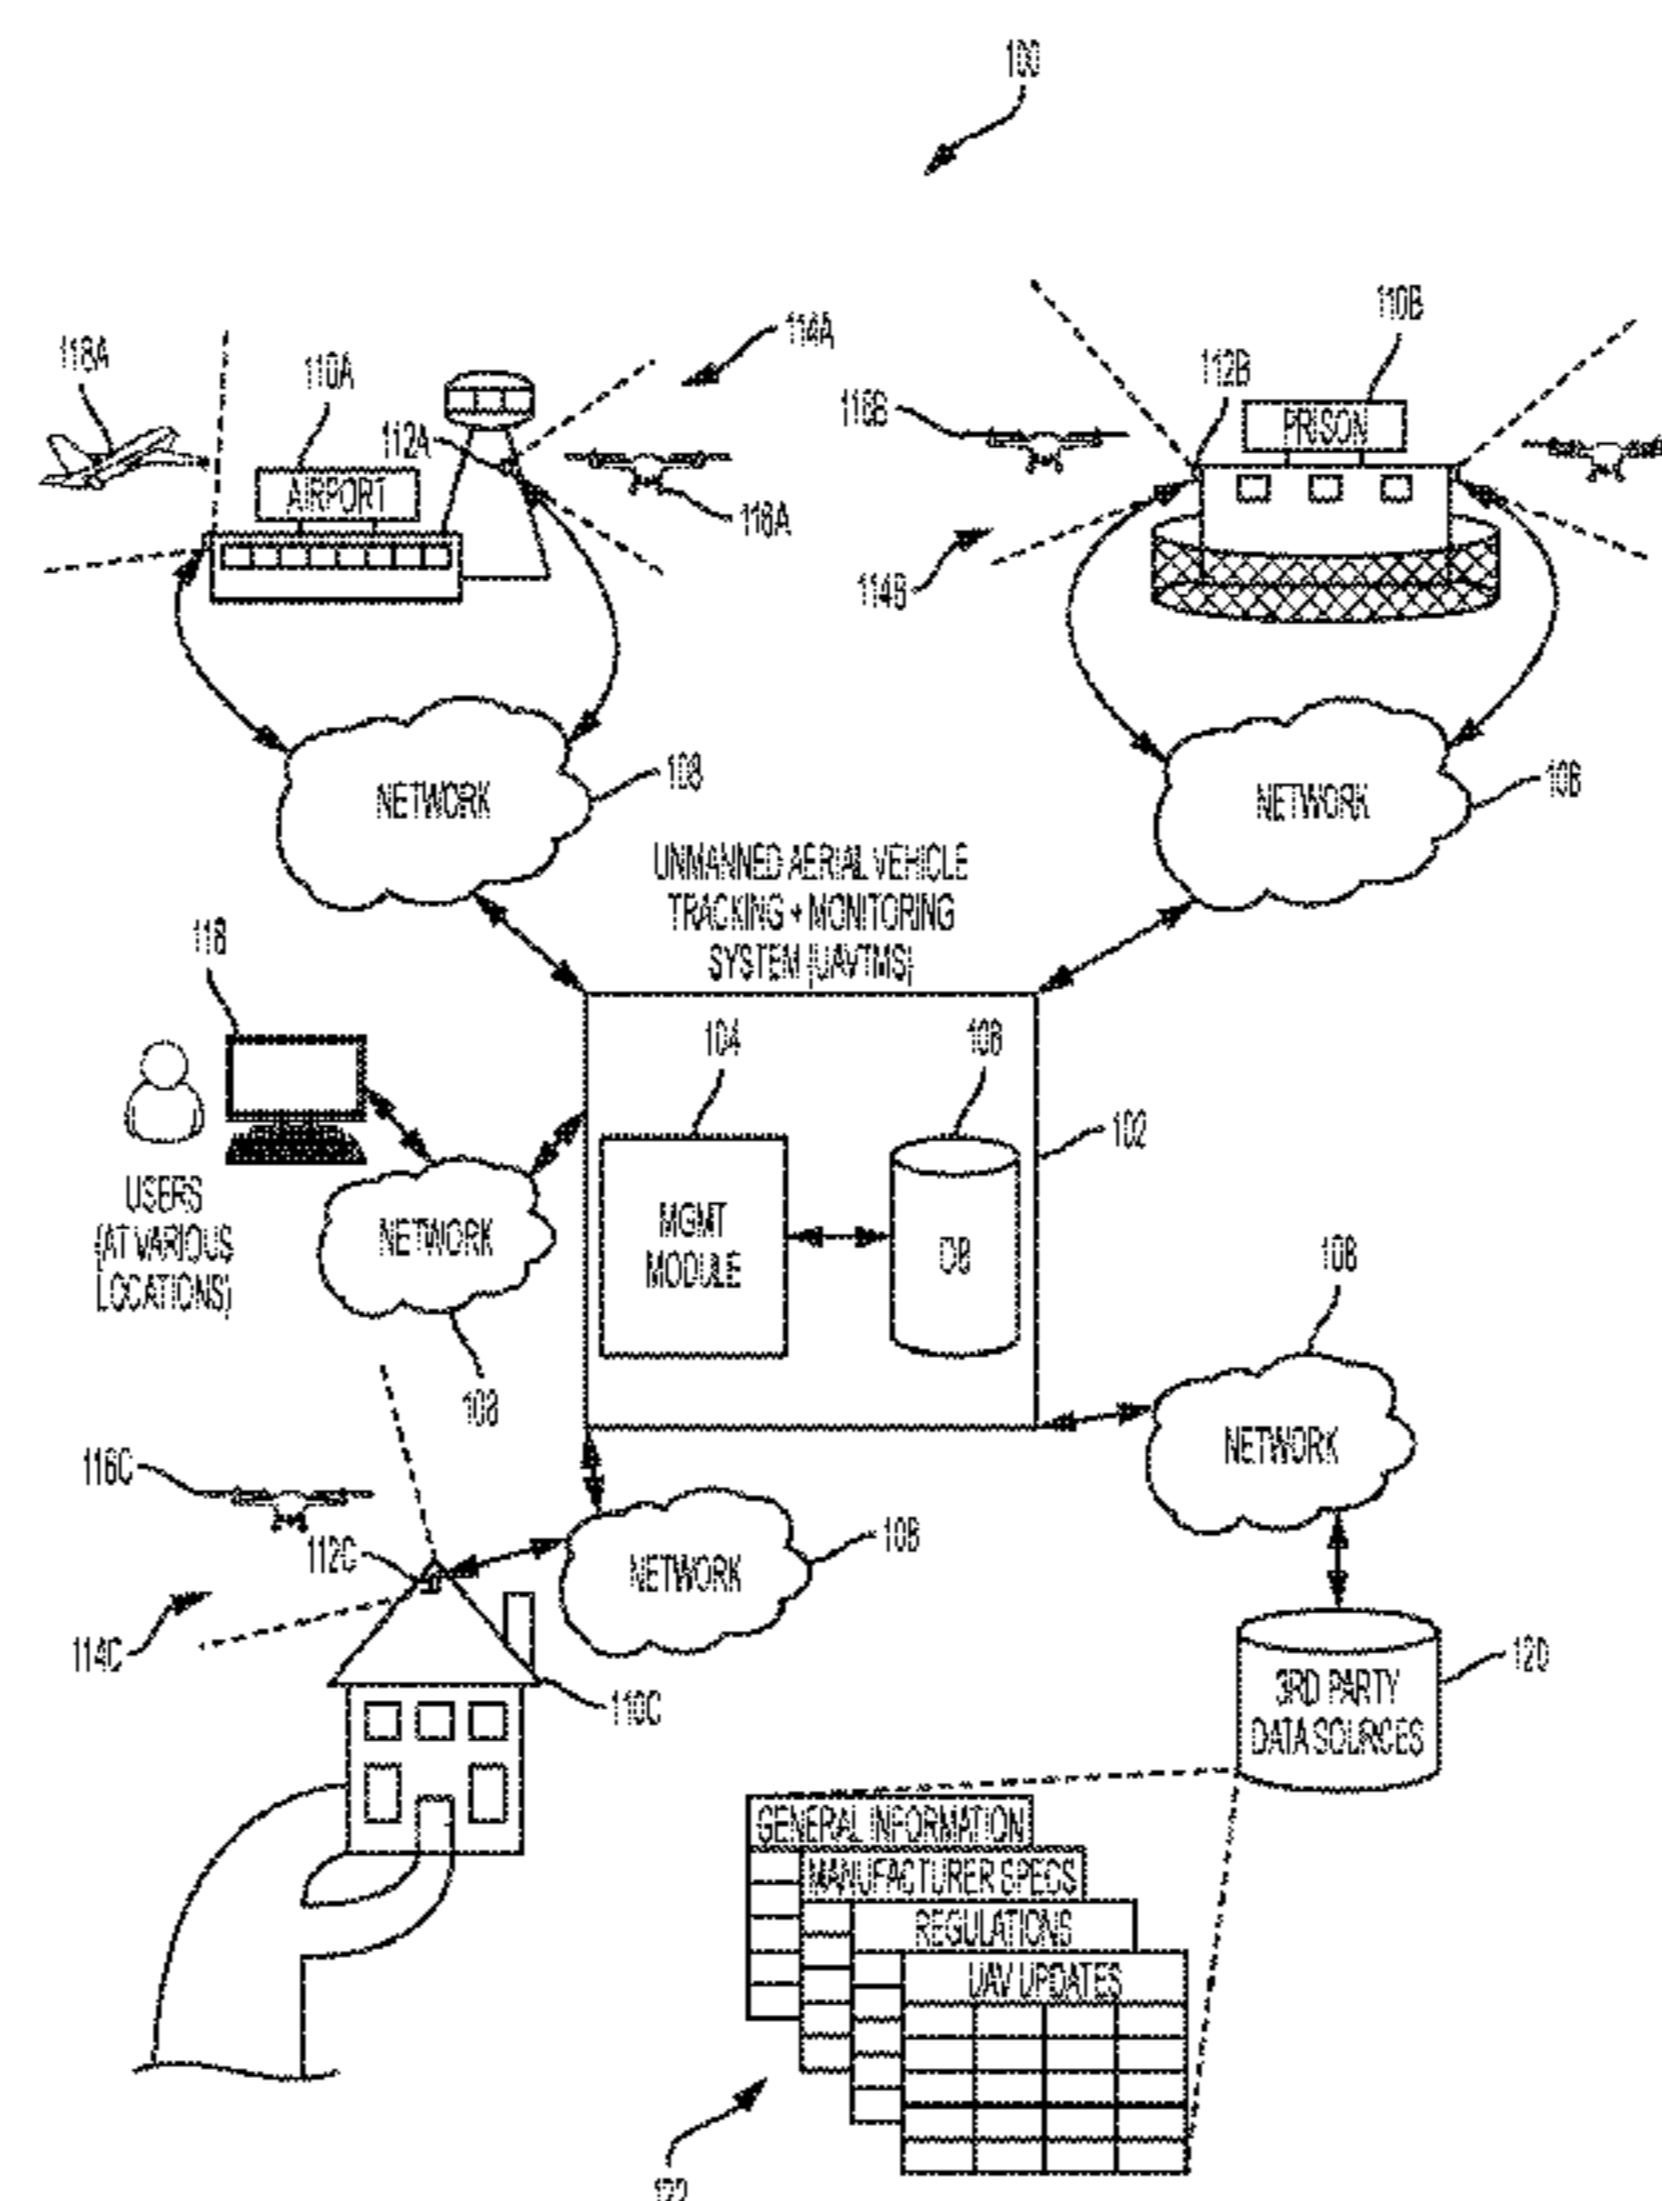 100
114A
110B
118A
110A
112B
116B
112A
PRISON
AIRPORT
116A
114B
NETWORK
108
NETWORK
108
UNMANNED AERIAL VEHICLE
TRACKING + MONITORING
SYSTEM (UAVTMS)
118
104
106
102
USERS
(AT VARIOUS
LOCATIONS)
NETWORK
MGMT
MODULE
DB
108
108
NETWORK
116C
112C
NETWORK
108
114C
110C
120
3RD PARTY
DATA SOURCES
GENERAL INFORMATION
MANUFACTURER SPECS
REGULATIONS
UAV UPDATES
122